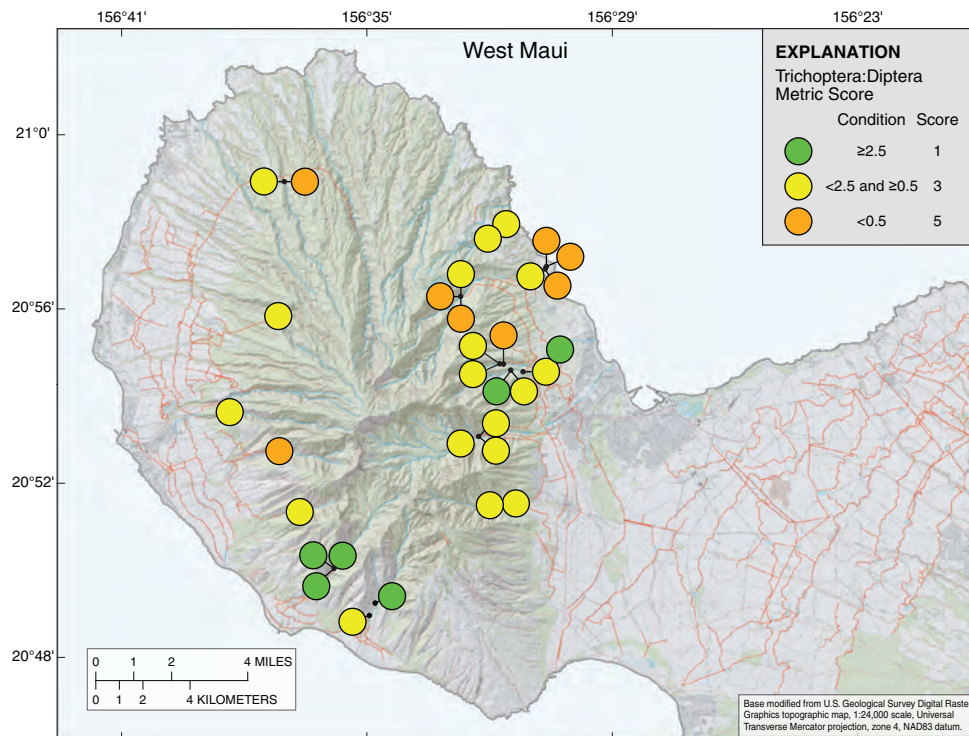 156°41' 156°35' 156°29' 156°23'
West Maui
EXPLANATION
Trichoptera:Diptera
Metric Score
Condition Score
≥2.5 1
<2.5 and ≥0.5 3
<0.5 5
21°0'
20°56'
20°52'
20°48'
0 1 2 4 MILES
0 1 2 4 KILOMETERS
Base modified from U.S. Geological Survey Digital Raste
Graphics topographic map, 1:24,000 scale, Universal
Transverse Mercator projection, zone 4, NAD83 datum.